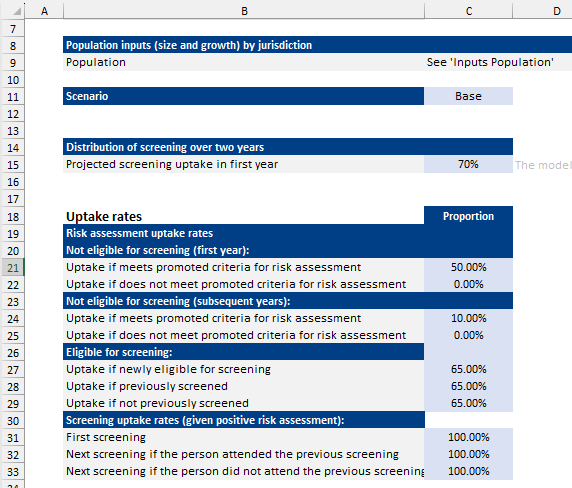 A B C D
7
8 Population inputs (size and growth) by jurisdiction
9 Population See 'Inputs Population'
10
11 Scenario Base
12
13
14 Distribution of screening over two years
15 Projected screening uptake in first year 70% The model
16
17
18 Uptake rates Proportion
19 Risk assessment uptake rates
20 Not eligible for screening (first year):
21 Uptake if meets promoted criteria for risk assessment 50.00%
22 Uptake if does not meet promoted criteria for risk assessment 0.00%
23 Not eligible for screening (subsequent years):
24 Uptake if meets promoted criteria for risk assessment 10.00%
25 Uptake if does not meet promoted criteria for risk assessment 0.00%
26 Eligible for screening:
27 Uptake if newly eligible for screening 65.00%
28 Uptake if previously screened 65.00%
29 Uptake if not previously screened 65.00%
30 Screening uptake rates (given positive risk assessment):
31 First screening 100.00%
32 Next screening if the person attended the previous screening 100.00%
33 Next screening if the person did not attend the previous screening 100.00%